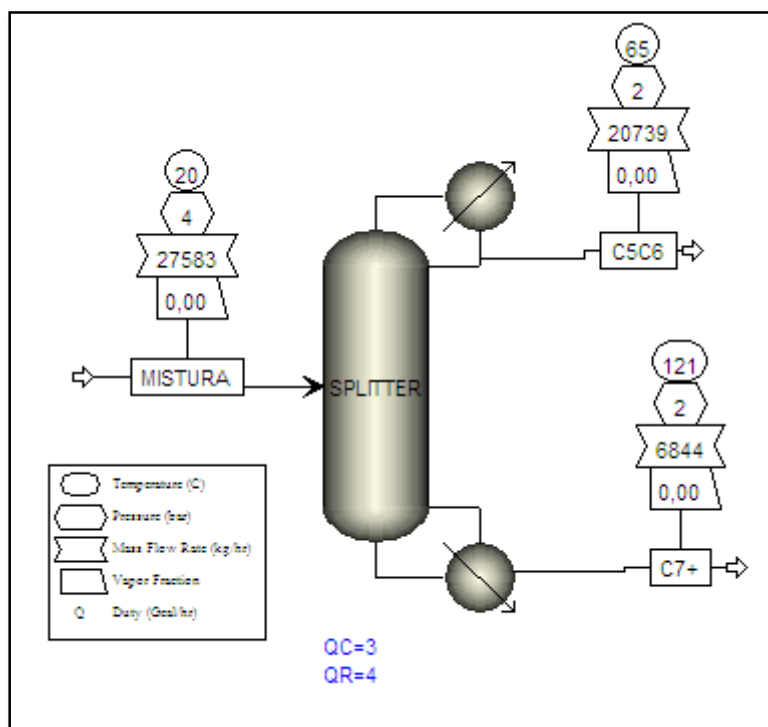 65
2
20739
0,00
C5C6
20
4
27583
0,00
MISTURA
SPLITTER
121
2
6844
0,00
C7+
Temperature (C)
Pressure (bar)
Mass Flow Rate (kg/hr)
Vapor Fraction
Q Duty (Gcal/hr)
QC=3
QR=4